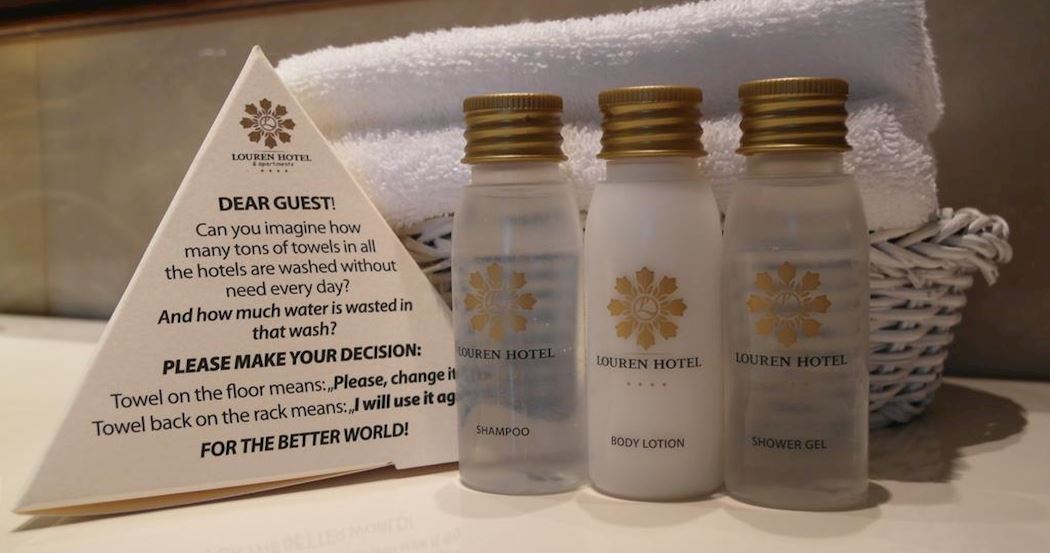 LOUREN HOTEL
& apartments
DEAR GUEST!
Can you imagine how
many tons of towels in all
the hotels are washed without
need every day?
And how much water is wasted in
that wash?
PLEASE MAKE YOUR DECISION:
Towel on the floor means: „Please, change it
Towel back on the rack means: „I will use it ag
FOR THE BETTER WORLD!
LOUREN HOTEL
SHAMPOO
LOUREN HOTEL
BODY LOTION
LOUREN HOTEL
SHOWER GEL